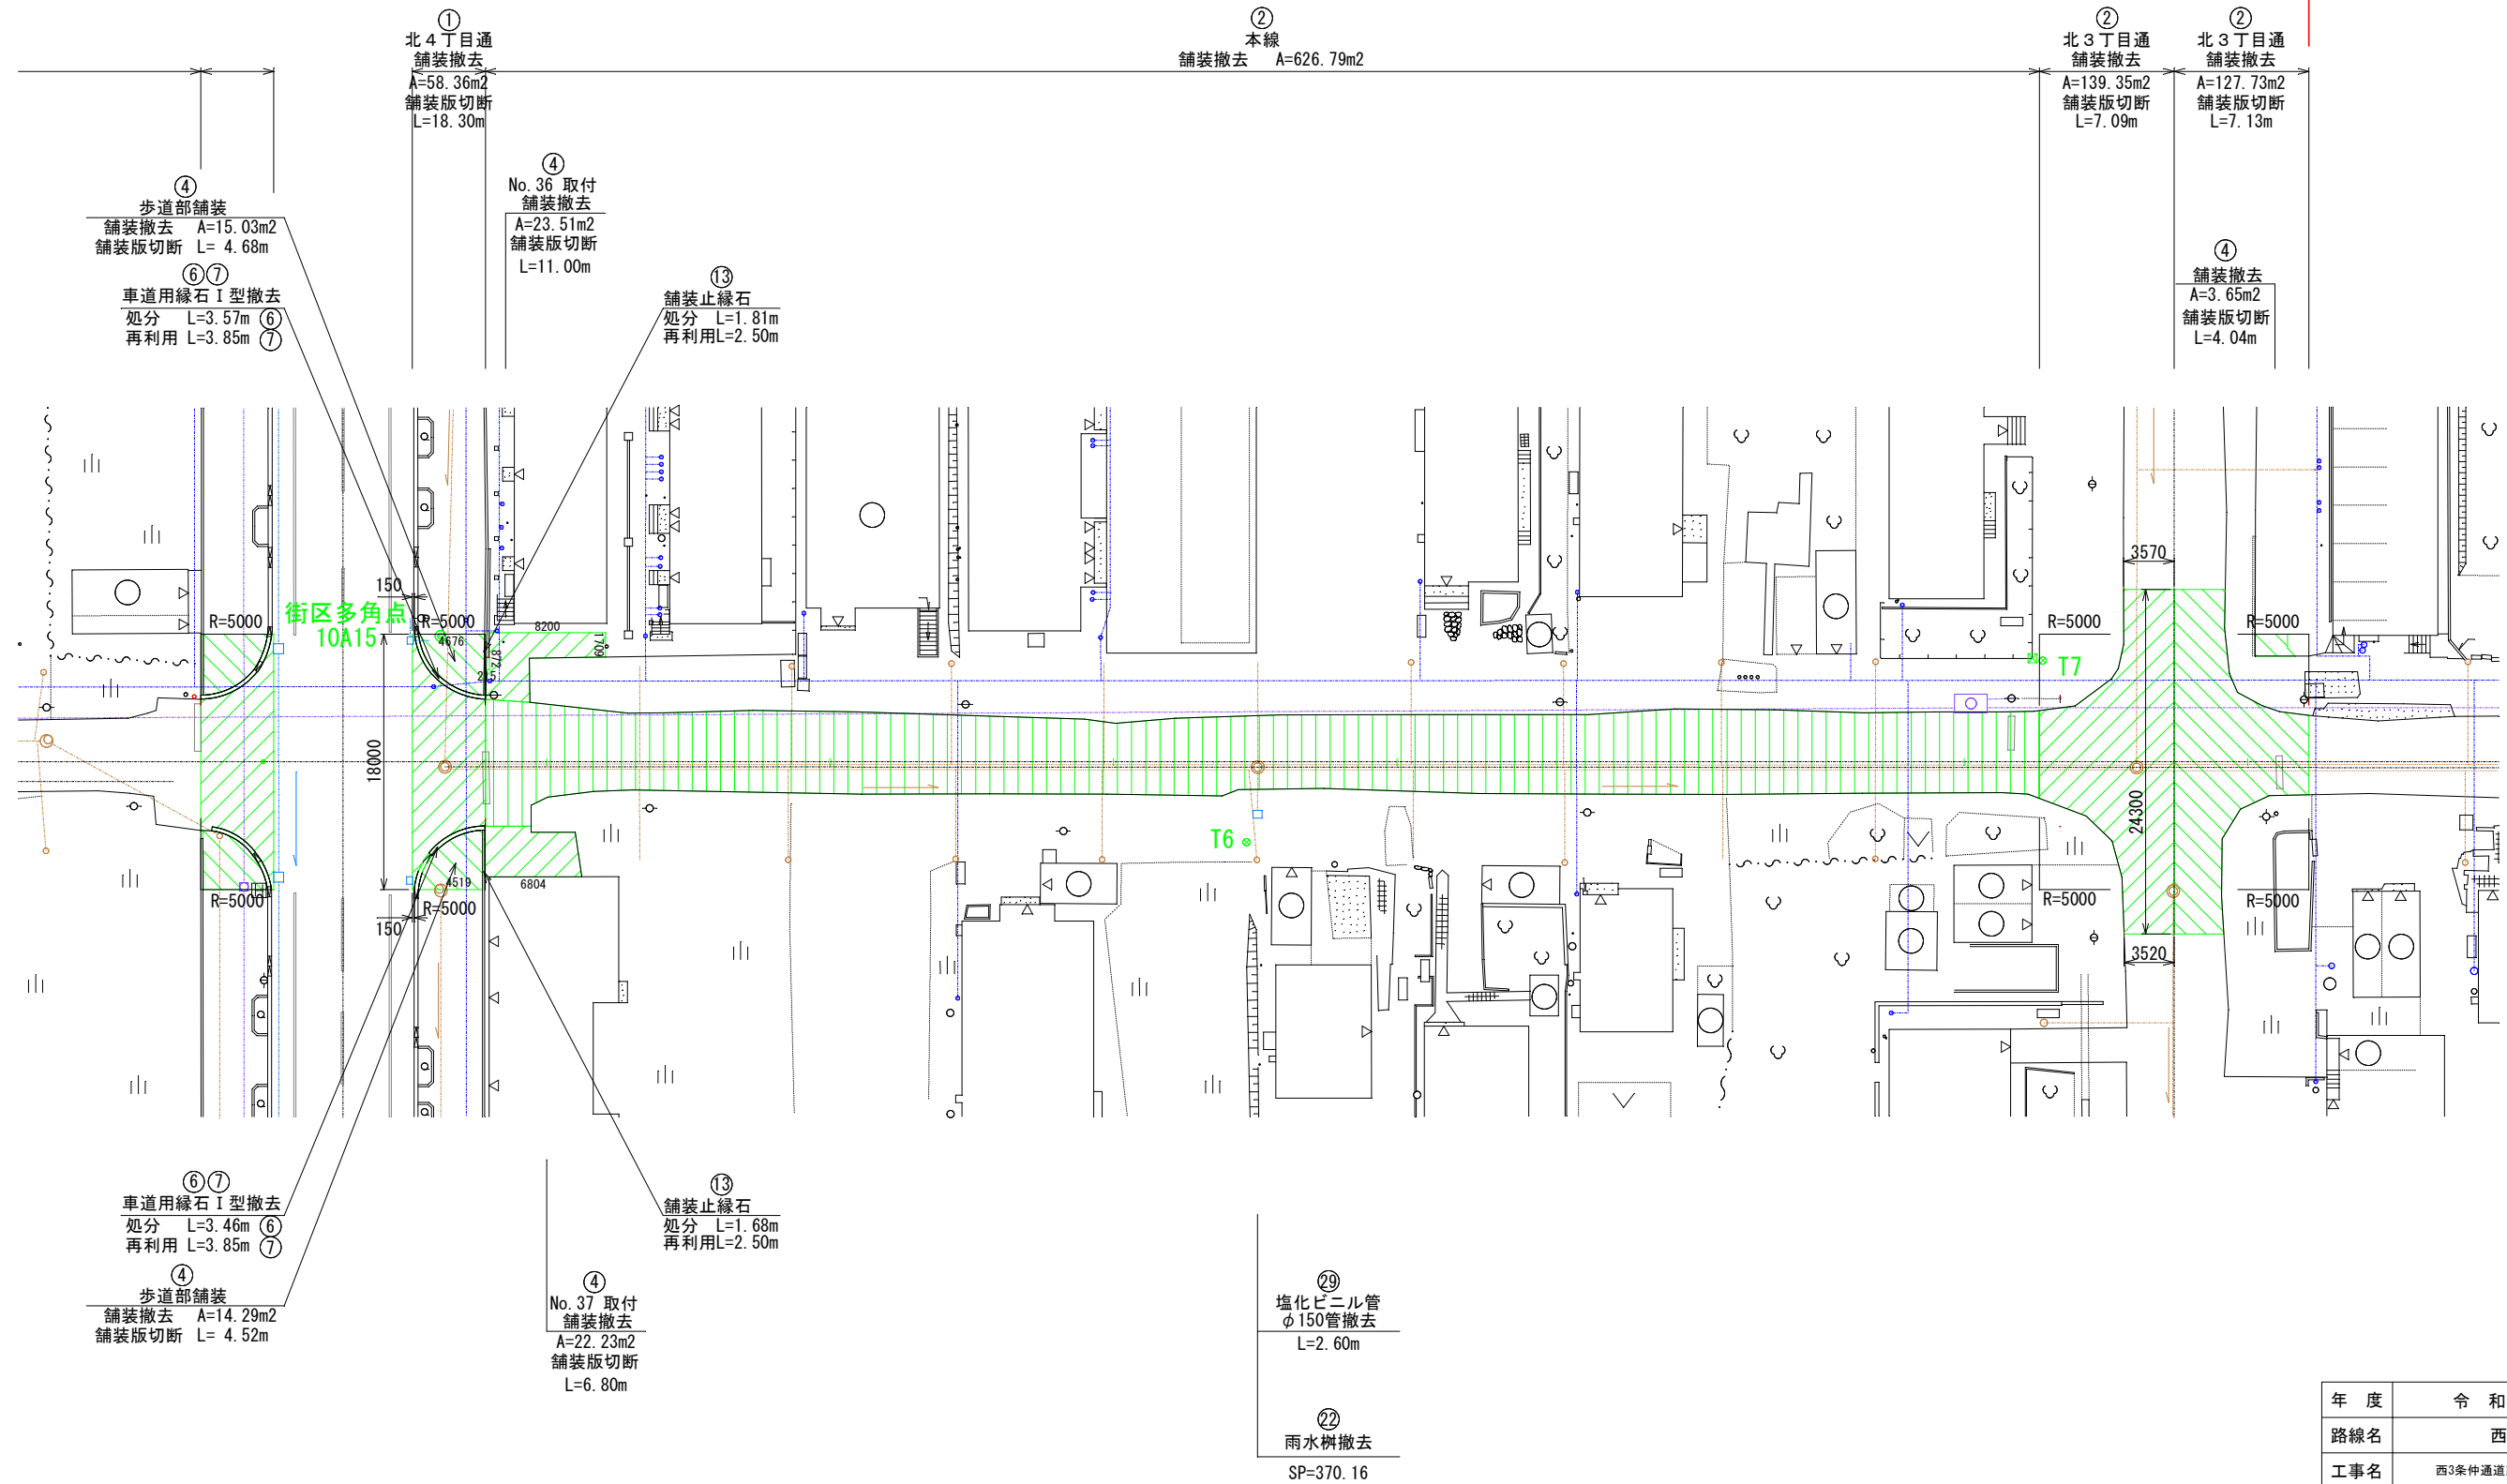 ①
北４丁目通
舗装撤去
A=58.36m2
舗装版切断
L=18.30m
②
本線
舗装撤去　A=626.79m2
②
北３丁目通
舗装撤去
A=139.35m2
舗装版切断
L=7.09m
②
北３丁目通
舗装撤去
A=127.73m2
舗装版切断
L=7.13m
④
歩道部舗装
舗装撤去　A=15.03m2
舗装版切断 L= 4.68m
⑥⑦
車道用縁石Ⅰ型撤去
処分　L=3.57m ⑥
再利用 L=3.85m ⑦
④
No.36 取付
舗装撤去
A=23.51m2
舗装版切断
L=11.00m
⑬
舗装止縁石
処分　L=1.81m
再利用L=2.50m
④
舗装撤去
A=3.65m2
舗装版切断
L=4.04m
150
街区多角点
10A15
R=5000
R=5000
4676
8200
1709
872
215
18000
R=5000
4519
R=5000
150
6804
T6
T7
3570
R=5000
R=5000
24300
R=5000
R=5000
3520
⑥⑦
車道用縁石Ⅰ型撤去
処分　L=3.46m ⑥
再利用 L=3.85m ⑦
④
歩道部舗装
舗装撤去　A=14.29m2
舗装版切断 L= 4.52m
⑬
舗装止縁石
処分　L=1.68m
再利用L=2.50m
④
No.37 取付
舗装撤去
A=22.23m2
舗装版切断
L=6.80m
㉙
塩化ビニル管
φ150管撤去
L=2.60m
㉒
雨水桝撤去
SP=370.16
年　度　令　和
路線名　西
工事名　西3条仲通道